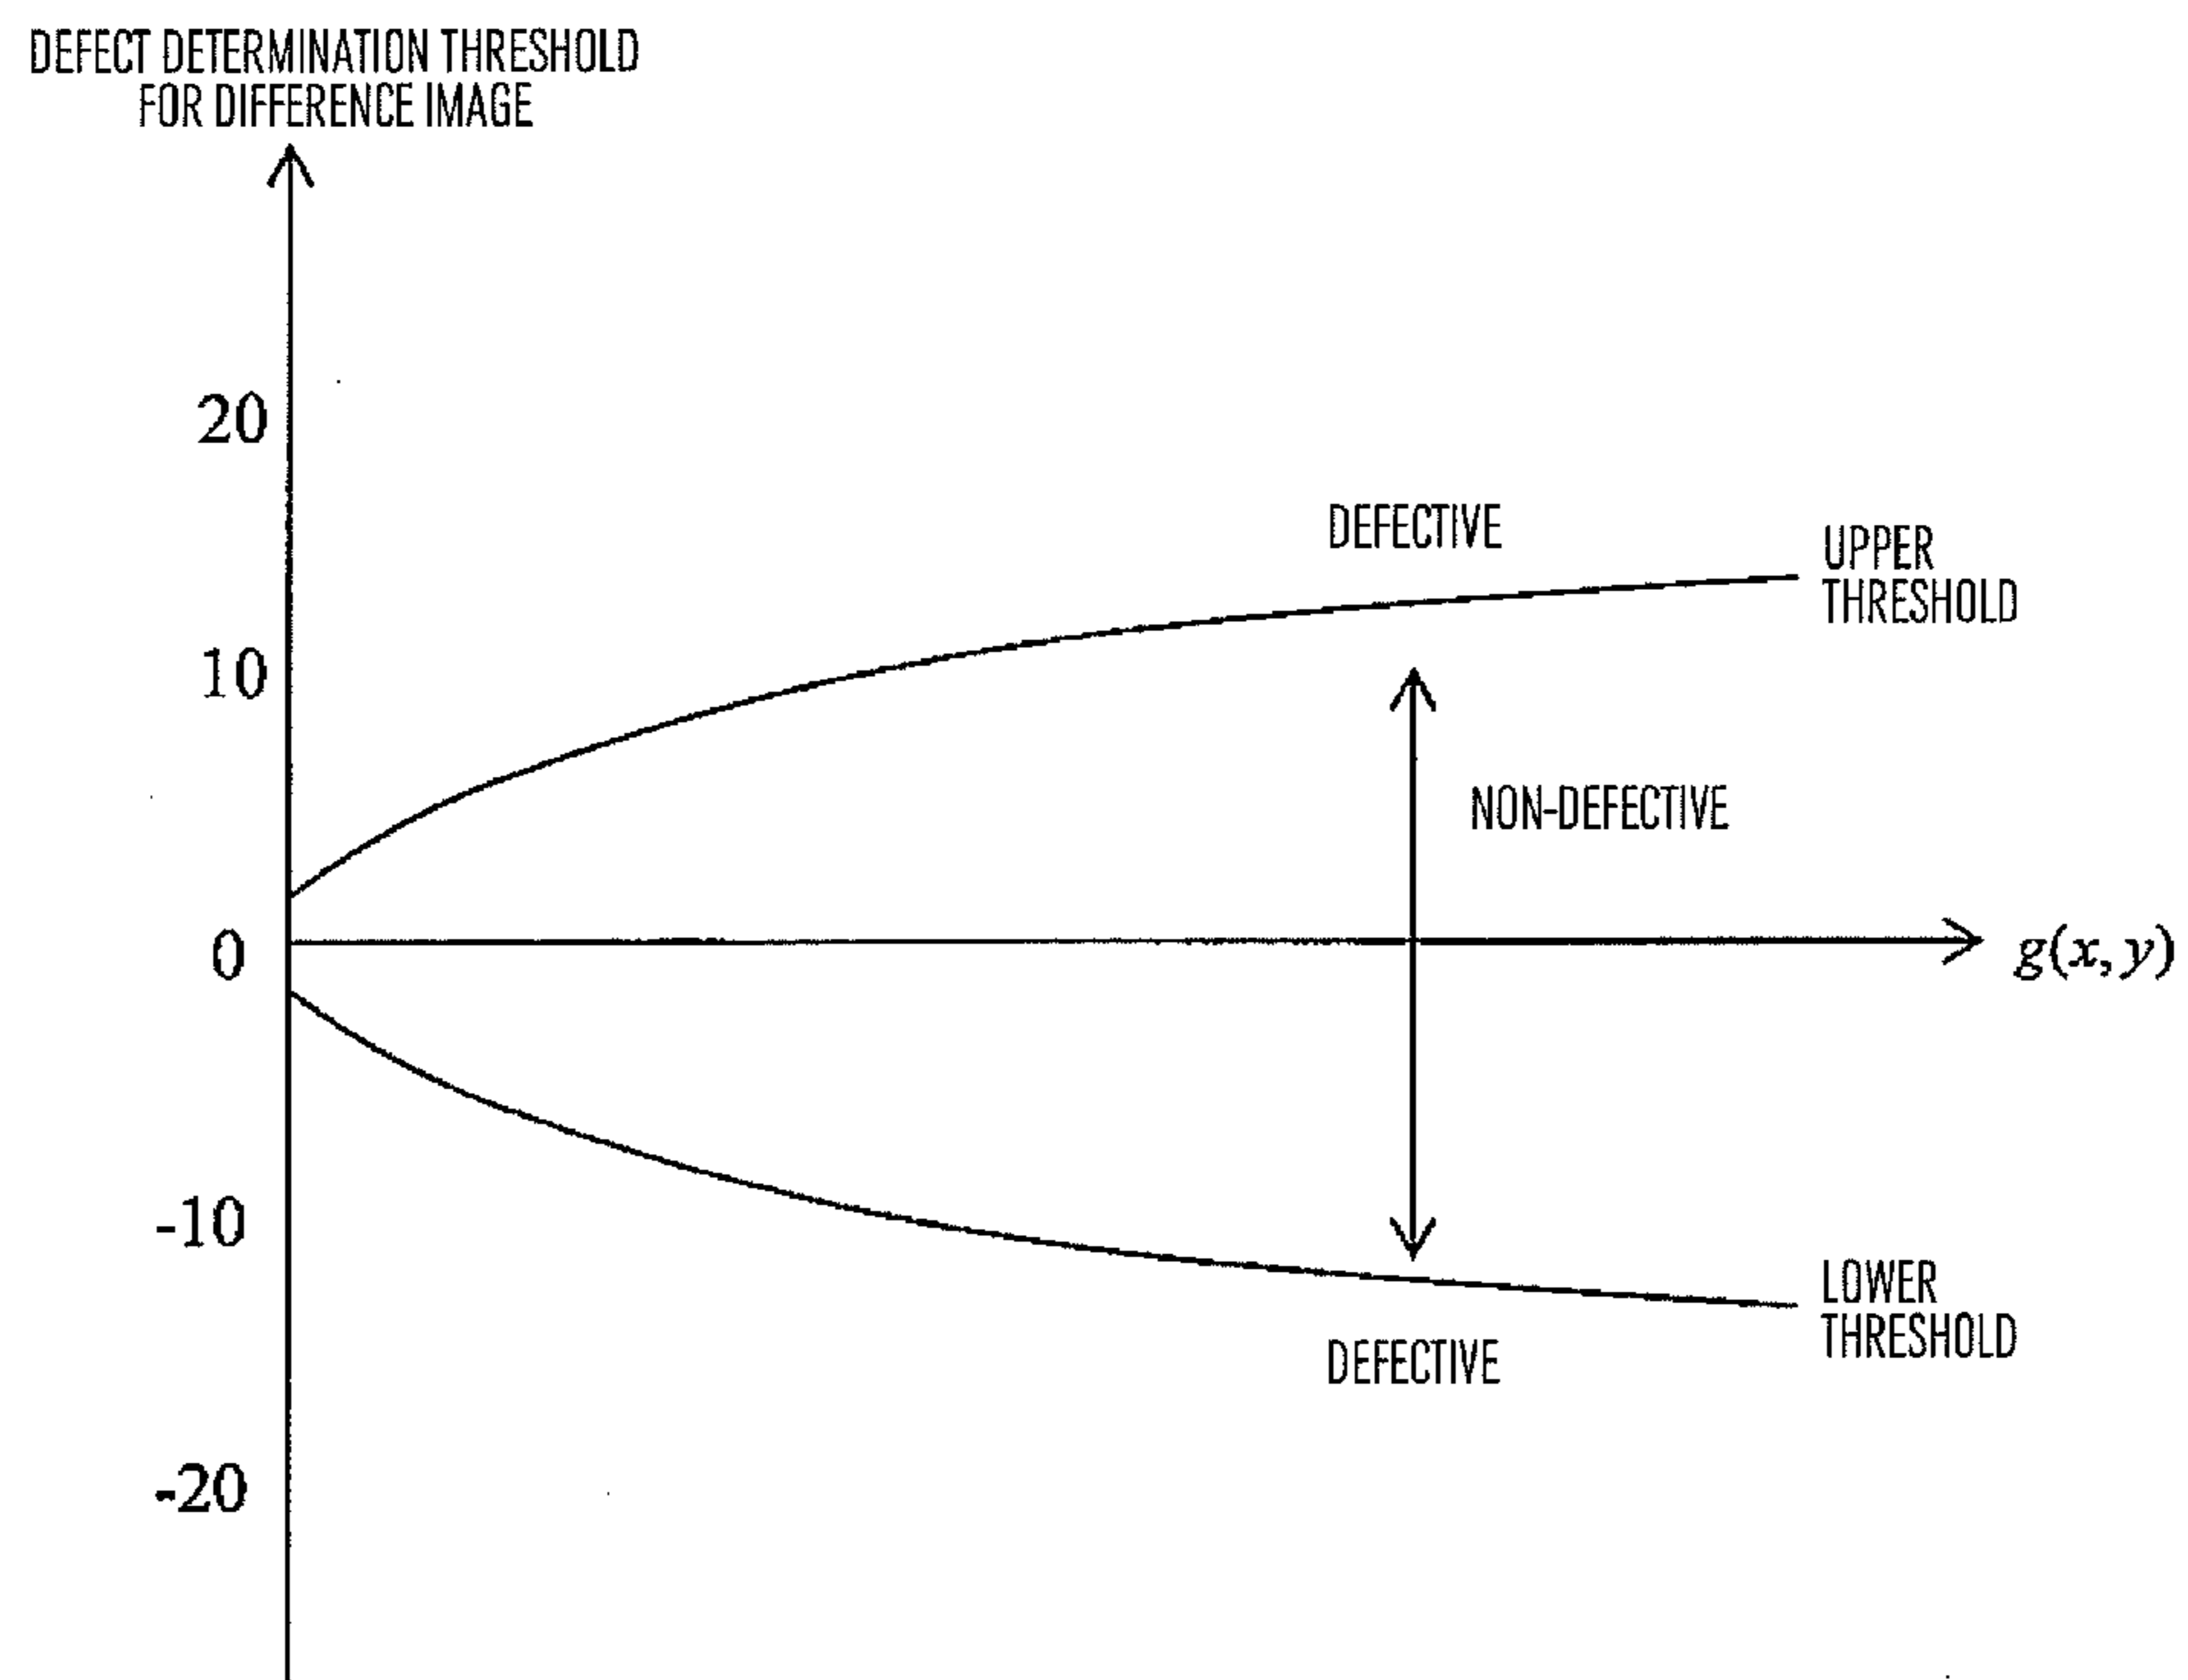 DEFECT DETERMINATION THRESHOLD
FOR DIFFERENCE IMAGE
20
DEFECTIVE
UPPER
THRESHOLD
10
NON-DEFECTIVE
0
g(x, y)
-10
LOWER
THRESHOLD
DEFECTIVE
-20